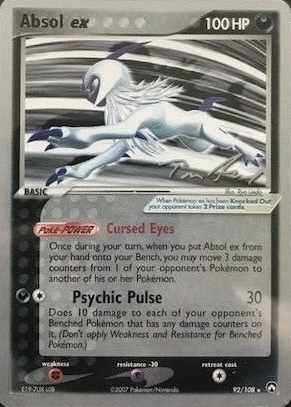 Absol ex 100 HP
BASIC
illus. Ryo Ueda
When Pokémon-ex has been Knocked Out,
your opponent takes 2 Prize cards.
Poké-POWER Cursed Eyes
Once during your turn, when you put Absol ex from
your hand onto your Bench, you may move 3 damage
counters from 1 of your opponent's Pokémon to
another of his or her Pokémon.
Psychic Pulse 30
Does 10 damage to each of your opponent's
Benched Pokémon that has any damage counters
on it. (Don't apply Weakness and Resistance for Benched
Pokémon.)
weakness resistance -30 retreat cost
©2007 Pokémon/Nintendo 92/108